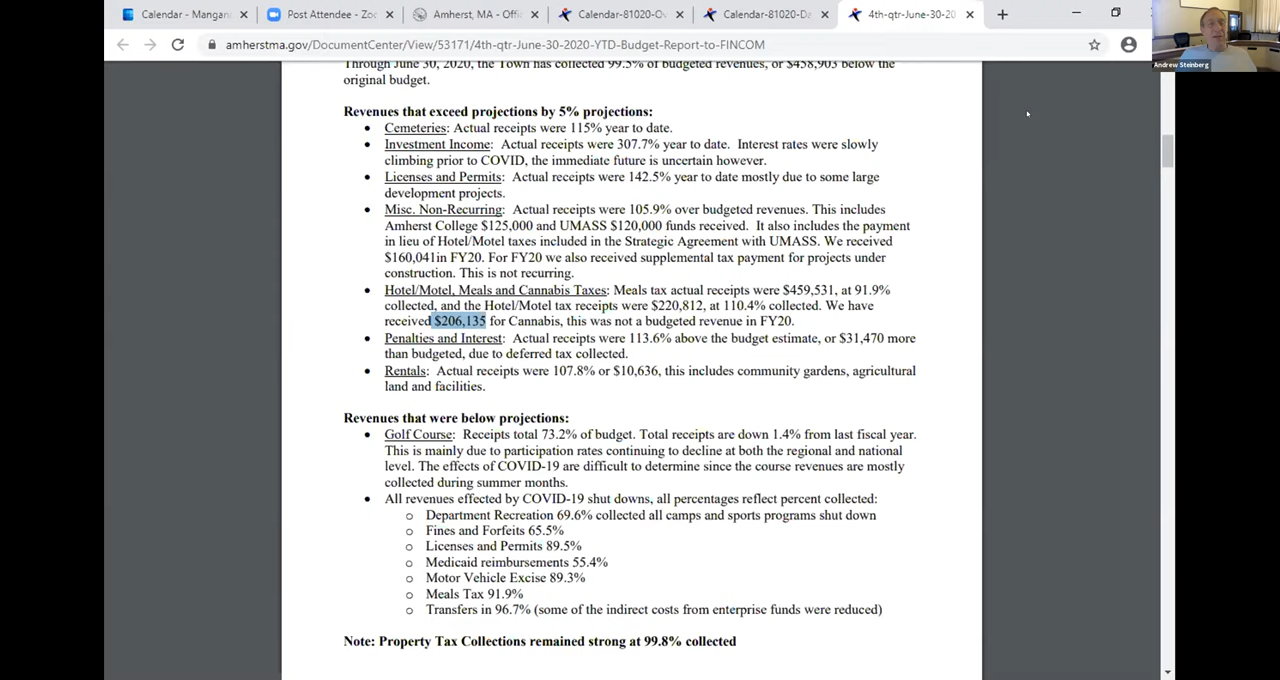 Calendar - Mangan
Post Attendee - Zoo
Amherst, MA - Offi
Calendar-81020-Ov
Calendar-81020-De
4th-qtr-June-30-20
amherstma.gov/DocumentCenter/View/53171/4th-qtr-June-30-2020-YTD-Budget-Report-to-FINCOM
Andrew Steinberg
Through June 30, 2020, the Town has collected 99.5% of budgeted revenues, or $458,903 below the
original budget.
Revenues that exceed projections by 5% projections:
• Cemeteries: Actual receipts were 115% year to date.
• Investment Income: Actual receipts were 307.7% year to date. Interest rates were slowly
climbing prior to COVID, the immediate future is uncertain however.
• Licenses and Permits: Actual receipts were 142.5% year to date mostly due to some large
development projects.
• Misc. Non-Recurring: Actual receipts were 105.9% over budgeted revenues. This includes
Amherst College $125,000 and UMASS $120,000 funds received. It also includes the payment
in lieu of Hotel/Motel taxes included in the Strategic Agreement with UMASS. We received
$160,041in FY20. For FY20 we also received supplemental tax payment for projects under
construction. This is not recurring.
• Hotel/Motel, Meals and Cannabis Taxes: Meals tax actual receipts were $459,531, at 91.9%
collected, and the Hotel/Motel tax receipts were $220,812, at 110.4% collected. We have
received $206,135 for Cannabis, this was not a budgeted revenue in FY20.
• Penalties and Interest: Actual receipts were 113.6% above the budget estimate, or $31,470 more
than budgeted, due to deferred tax collected.
• Rentals: Actual receipts were 107.8% or $10,636, this includes community gardens, agricultural
land and facilities.
Revenues that were below projections:
• Golf Course: Receipts total 73.2% of budget. Total receipts are down 1.4% from last fiscal year.
This is mainly due to participation rates continuing to decline at both the regional and national
level. The effects of COVID-19 are difficult to determine since the course revenues are mostly
collected during summer months.
• All revenues effected by COVID-19 shut downs, all percentages reflect percent collected:
o Department Recreation 69.6% collected all camps and sports programs shut down
o Fines and Forfeits 65.5%
o Licenses and Permits 89.5%
o Medicaid reimbursements 55.4%
o Motor Vehicle Excise 89.3%
o Meals Tax 91.9%
o Transfers in 96.7% (some of the indirect costs from enterprise funds were reduced)
Note: Property Tax Collections remained strong at 99.8% collected